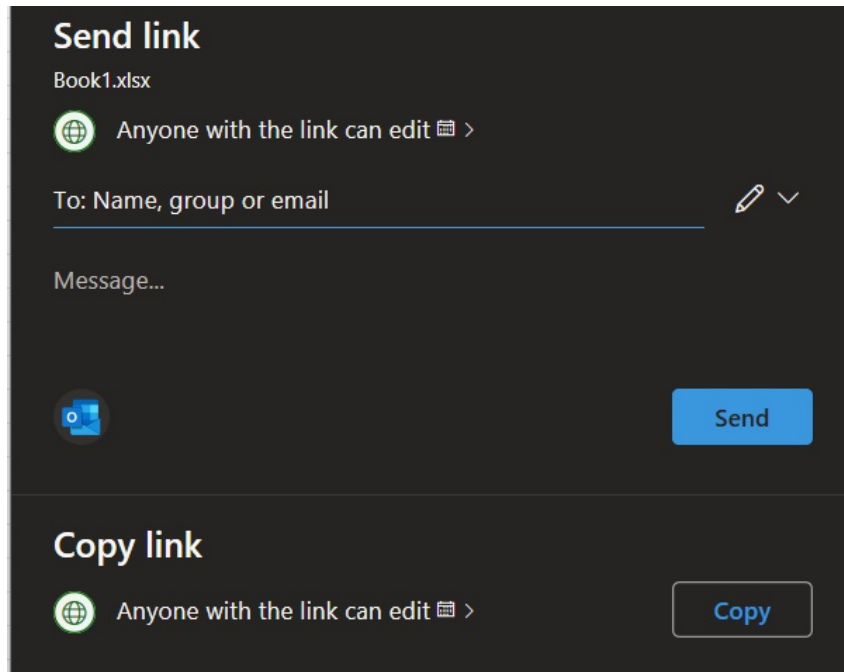 Send link
Book1.xlsx
Anyone with the link can edit >
To: Name, group or email
Message...
Send
Copy link
Anyone with the link can edit >
Copy